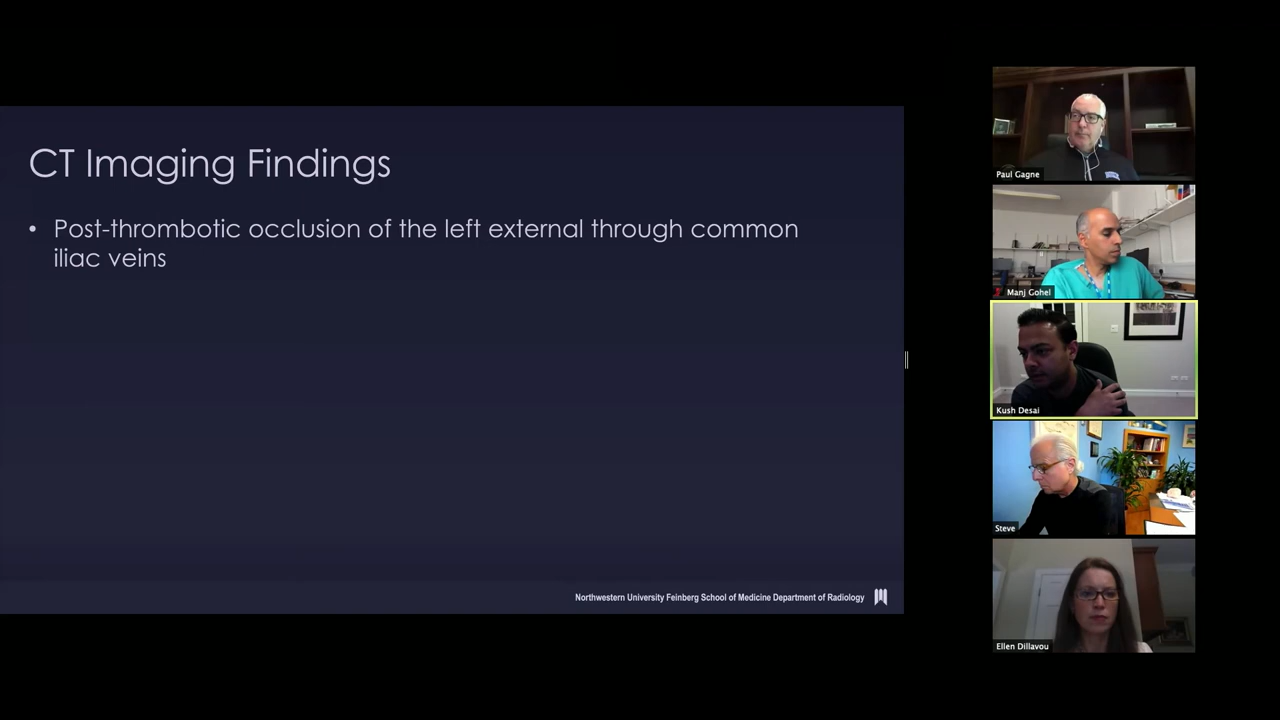 CT Imaging Findings
• Post-thrombotic occlusion of the left external through common
iliac veins
Northwestern University Feinberg School of Medicine Department of Radiology
Paul Gagne
Manj Gohel
Kush Desai
Steve
Ellen Dillavou